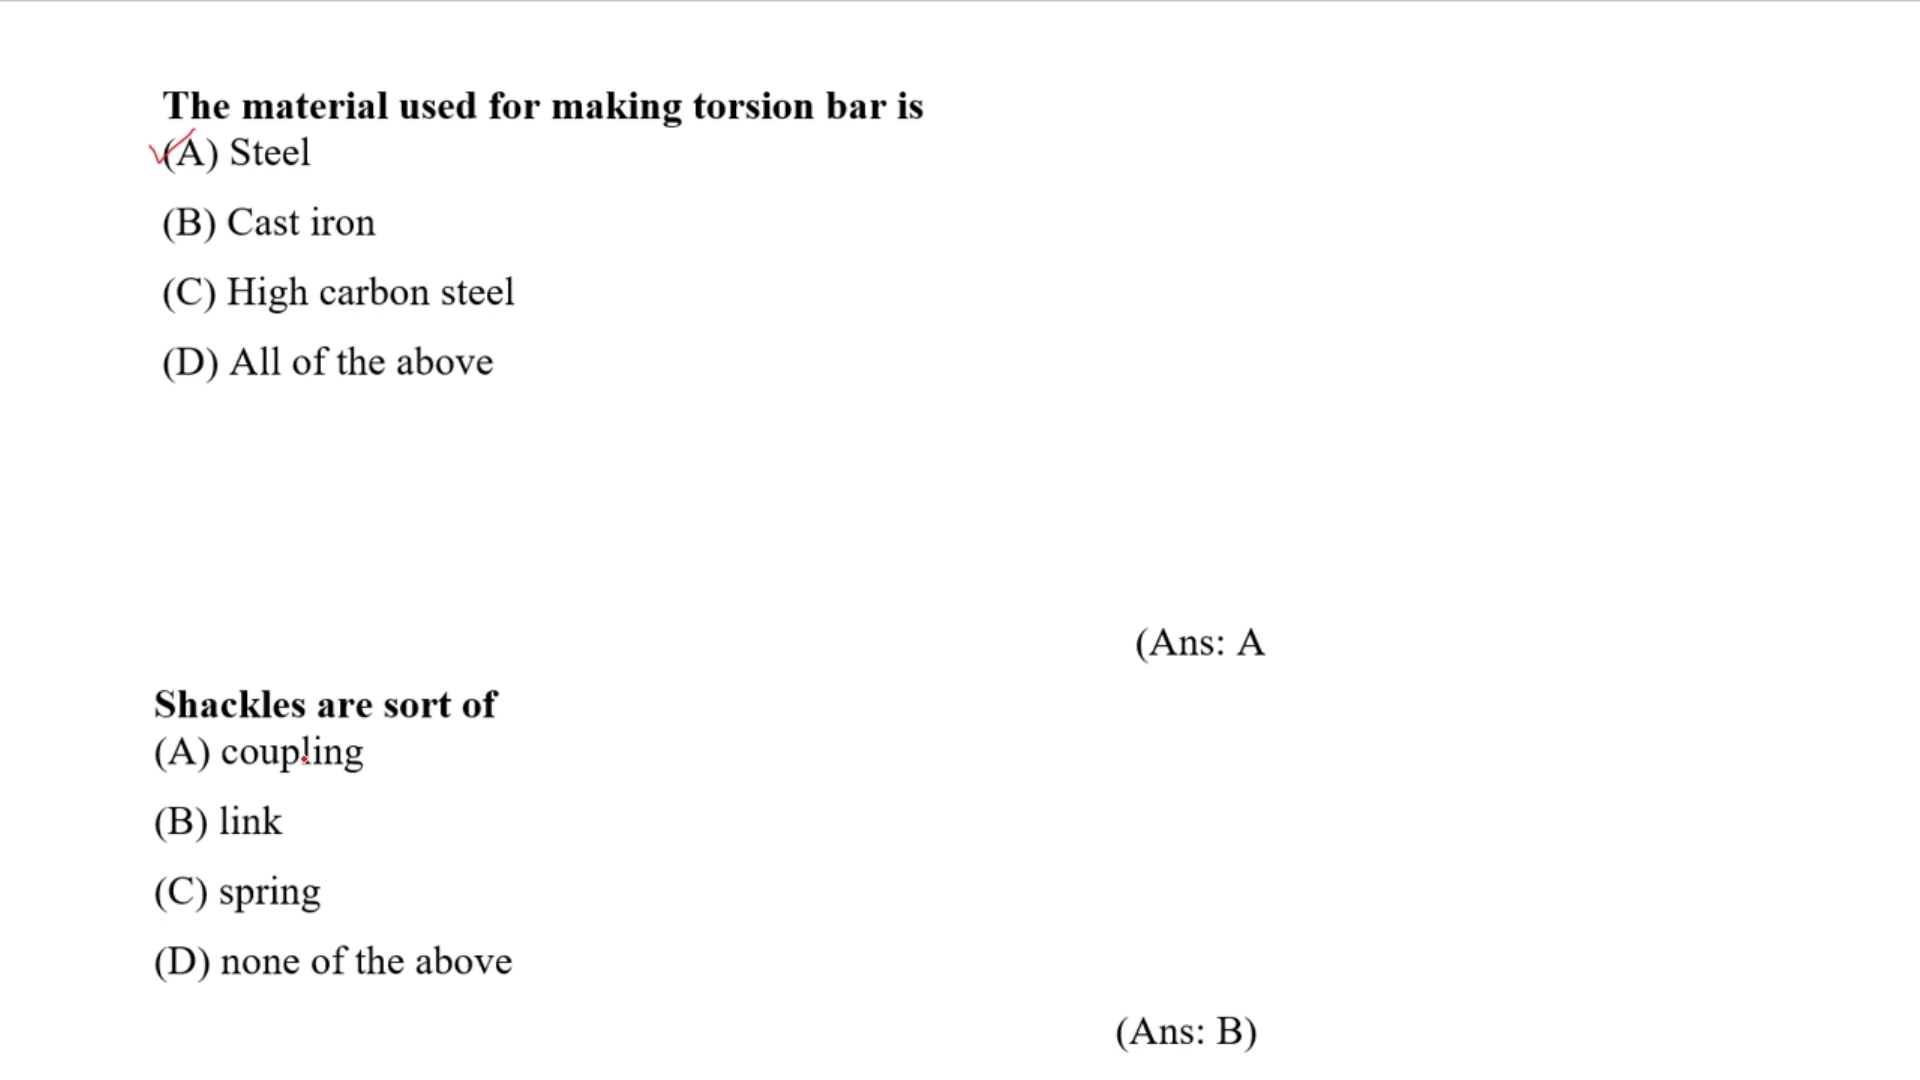 The material used for making torsion bar is
(A) Steel
(B) Cast iron
(C) High carbon steel
(D) All of the above
(Ans: A
Shackles are sort of
(A) coupling
(B) link
(C) spring
(D) none of the above
(Ans: B)